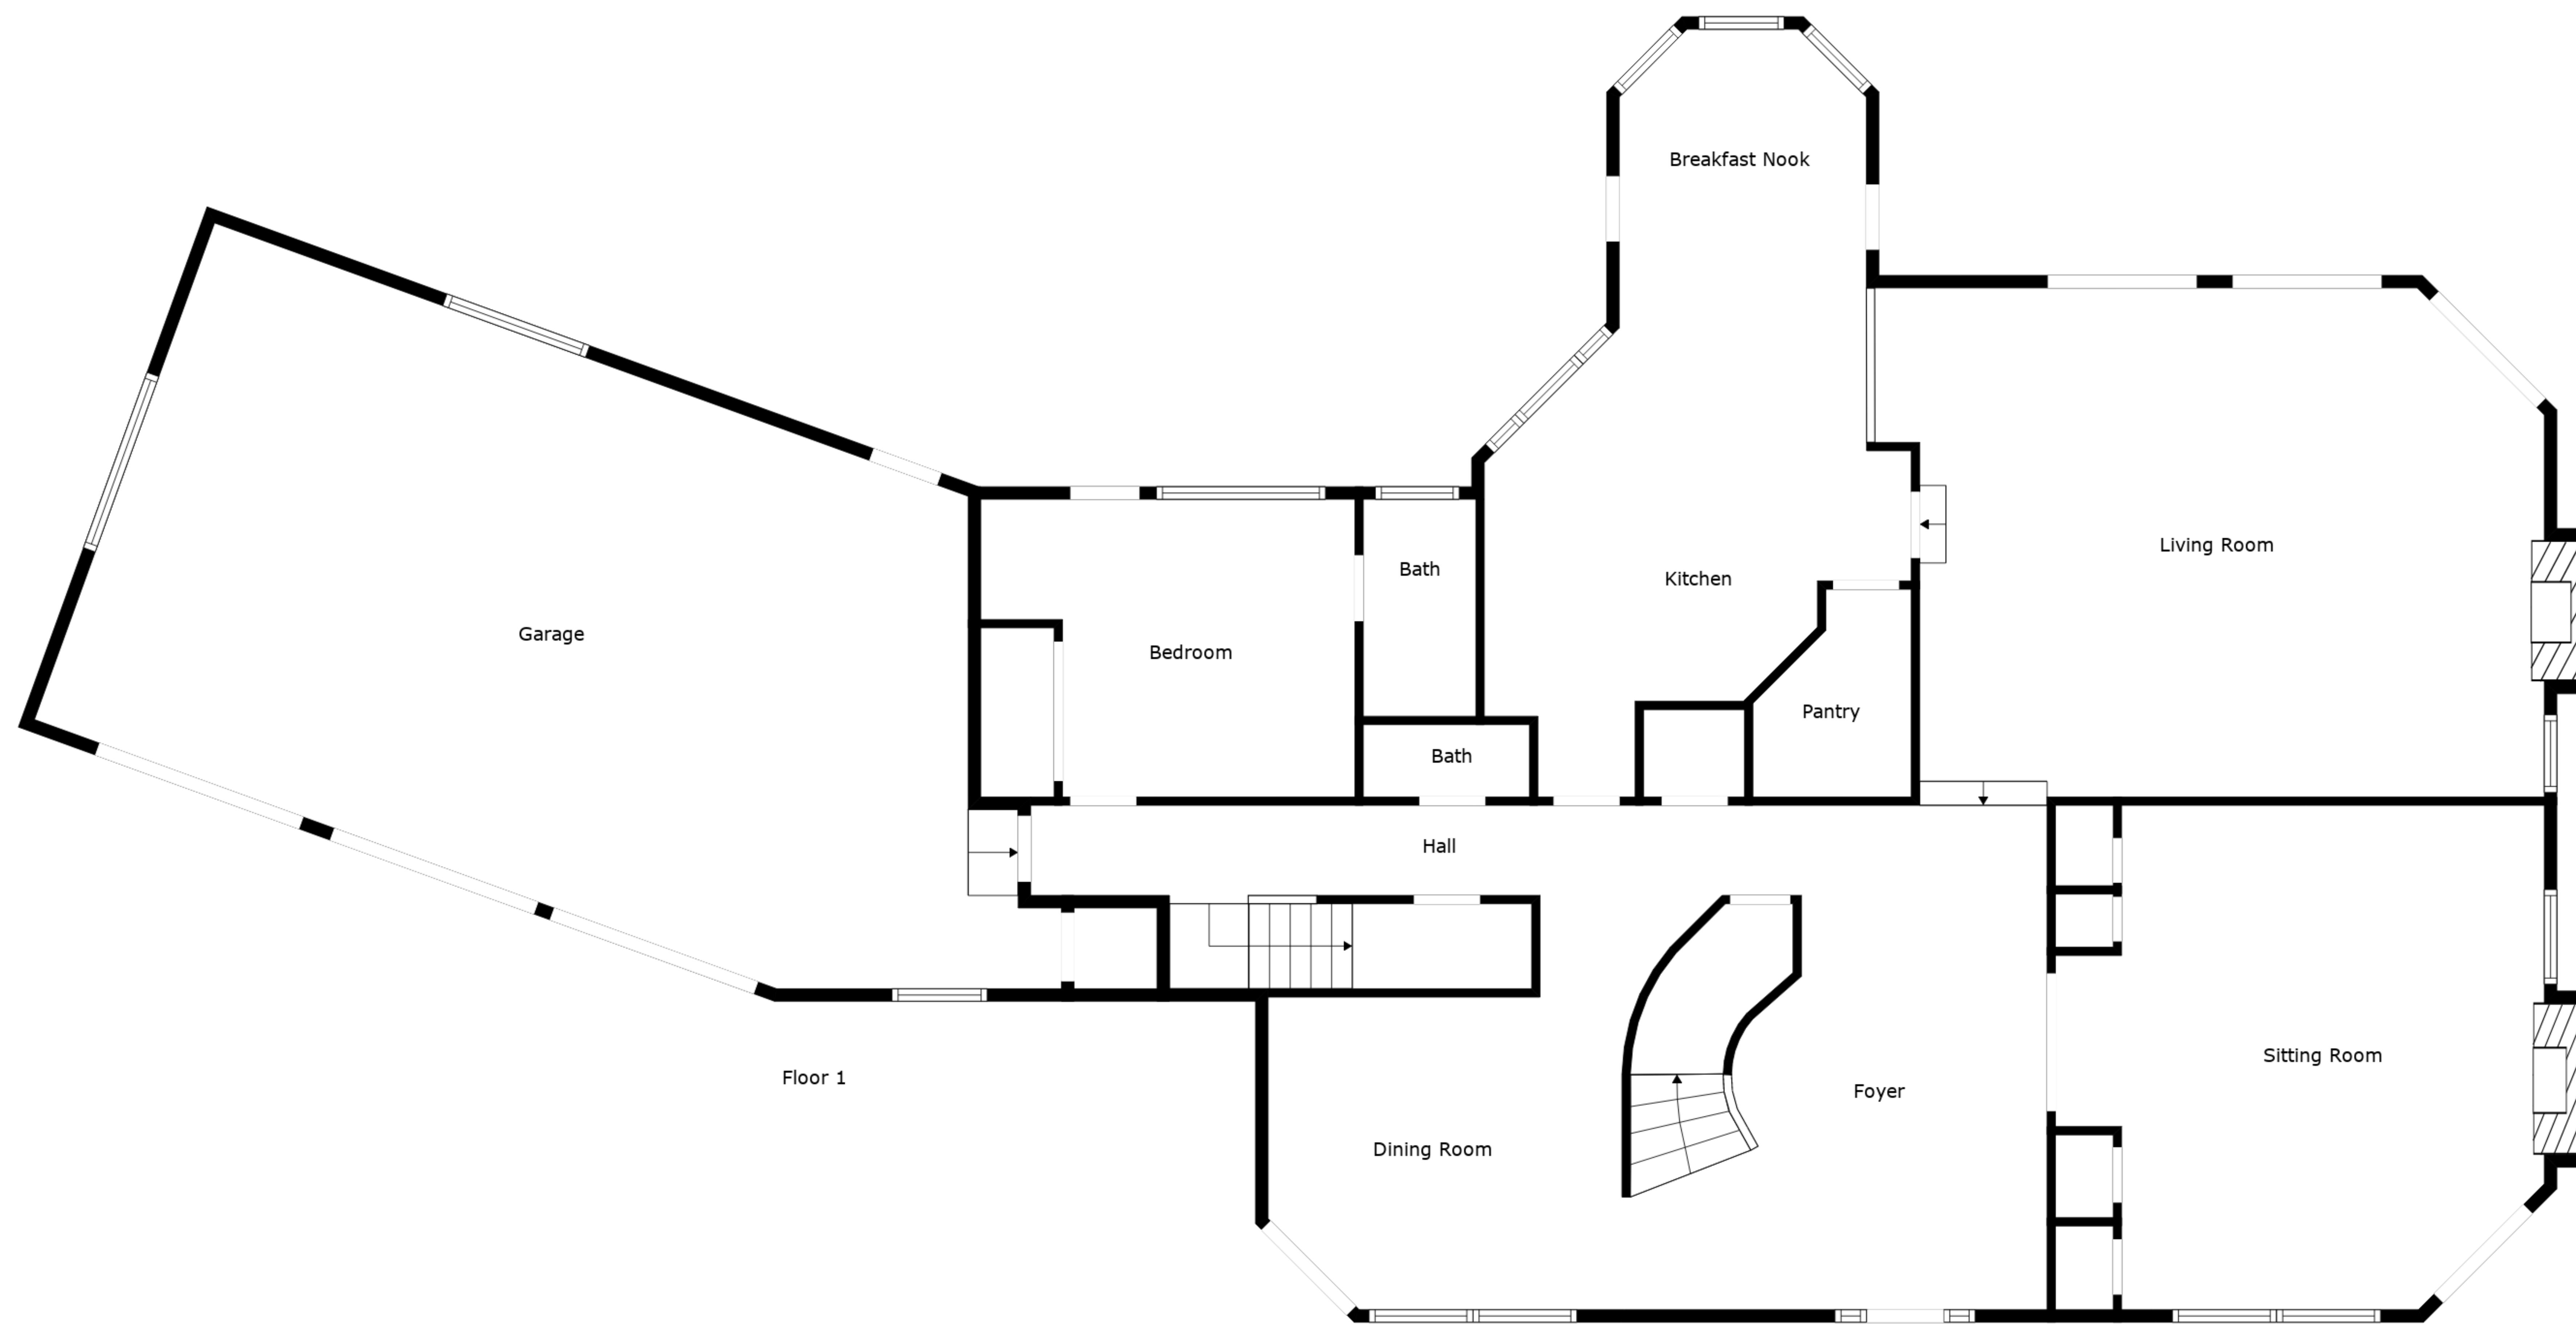 Breakfast Nook
Living Room
Bath
Kitchen
Garage
Bedroom
Pantry
Bath
Hall
Sitting Room
Floor 1
Foyer
Dining Room